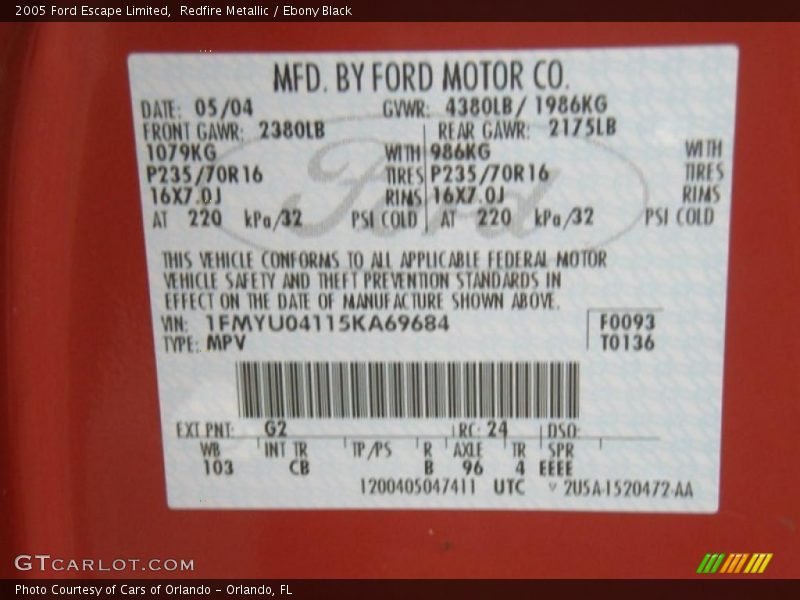 2005 Ford Escape Limited, Redfire Metallic / Ebony Black
MFD. BY FORD MOTOR CO.
DATE: 05/04 GVWR: 4380LB/ 1986KG
FRONT GAWR: 2380LB REAR GAWR: 2175LB
1079KG WITH 986KG WITH
P235/70R16 TIRES P235/70R16 TIRES
16X7.0J RIMS 16X7.0J RIMS
AT 220 kPa/32 PSI COLD AT 220 kPa/32 PSI COLD
Ford
THIS VEHICLE CONFORMS TO ALL APPLICABLE FEDERAL MOTOR
VEHICLE SAFETY AND THEFT PREVENTION STANDARDS IN
EFFECT ON THE DATE OF MANUFACTURE SHOWN ABOVE.
VIN: 1FMYU04115KA69684 F0093
TYPE: MPV T0136
EXT PNT: G2 RC: 24 DSO:
WB INT TR TP/PS R AXLE TR SPR
103 CB B 96 4 EEEE
1200405047411 UTC 2U5A-1520472-AA
GTCARLOT.COM
Photo Courtesy of Cars of Orlando - Orlando, FL